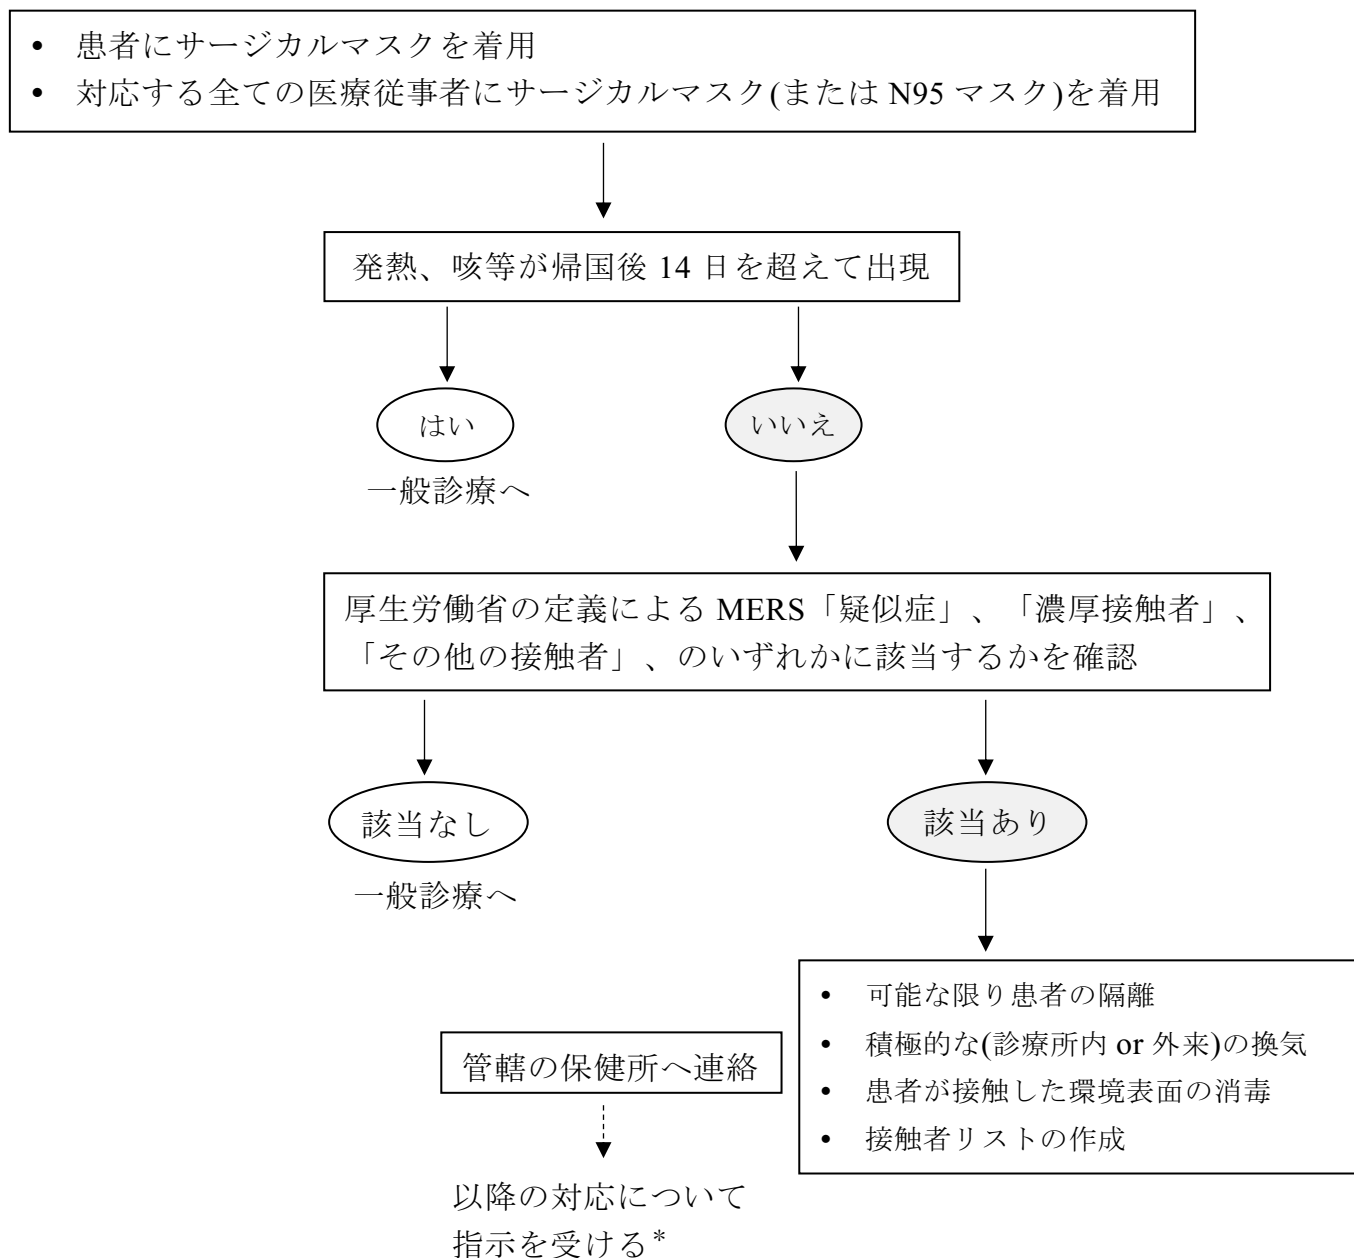 • 患者にサージカルマスクを着用
• 対応する全ての医療従事者にサージカルマスク(または N95 マスク)を着用
発熱、咳等が帰国後 14 日を超えて出現
はい
いいえ
一般診療へ
厚生労働省の定義による MERS「疑似症」、「濃厚接触者」、
「その他の接触者」、のいずれかに該当するかを確認
該当なし
該当あり
一般診療へ
• 可能な限り患者の隔離
• 積極的な(診療所内 or 外来)の換気
• 患者が接触した環境表面の消毒
• 接触者リストの作成
管轄の保健所へ連絡
以降の対応について
指示を受ける*